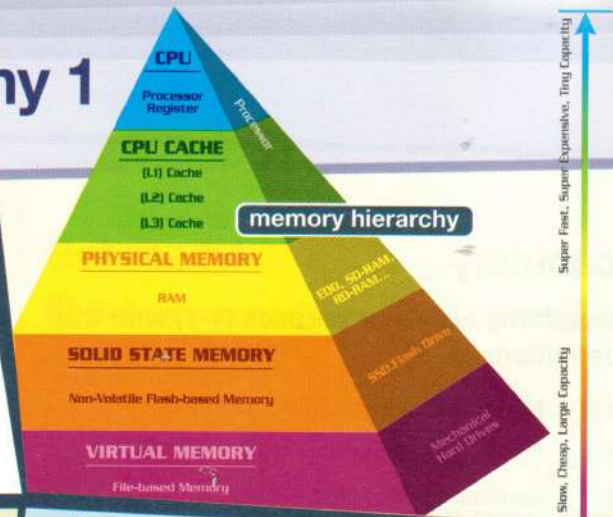 hy 1
CPU
Processor
Register
Processor
CPU CACHE
(L1) Cache
(L2) Cache
(L3) Cache
memory hierarchy
PHYSICAL MEMORY
RAM
EDO, SD-RAM,
RD-RAM...
SOLID STATE MEMORY
Non-Volatile Flash-based Memory
SSD, Flash Drive
VIRTUAL MEMORY
File-based Memory
Mechanical
Hard Drives
Super Fast, Super Expensive, Tiny Capacity
Slow, Cheap, Large Capacity